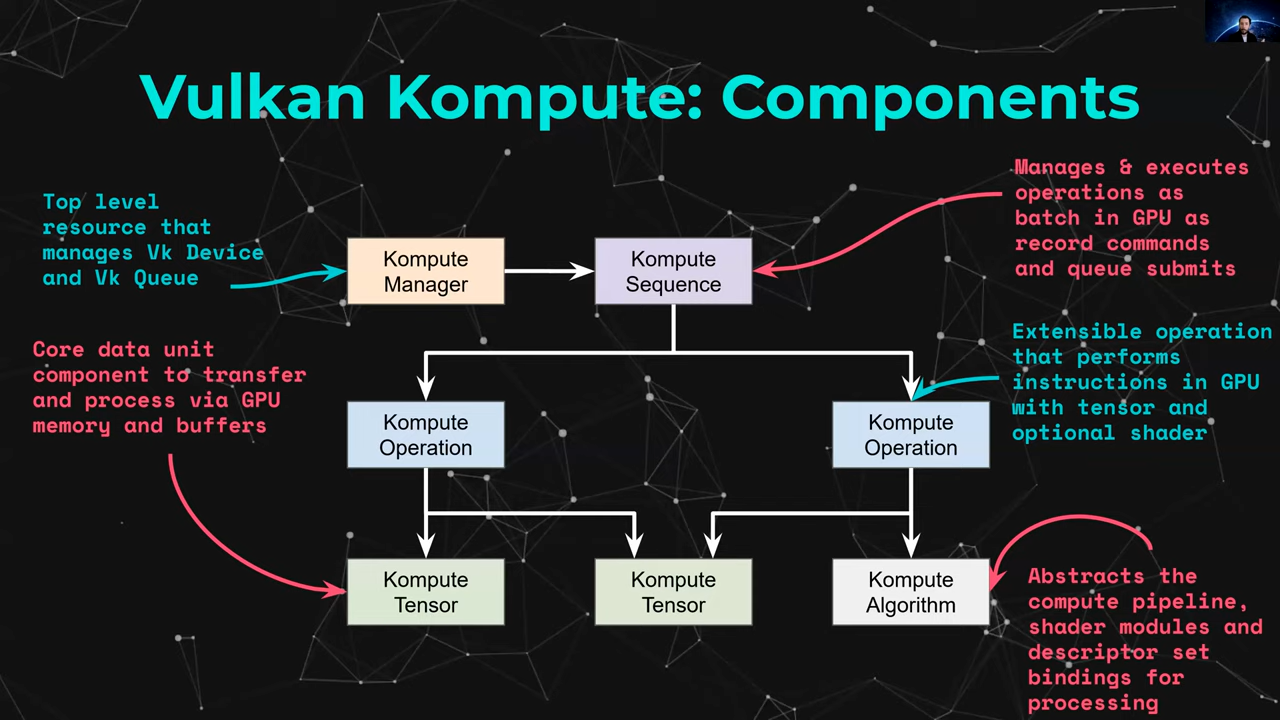 Vulkan Kompute: Components
Top level
resource that
manages Vk Device
and Vk Queue
Kompute
Manager
Kompute
Sequence
Manages & executes
operations as
batch in GPU as
record commands
and queue submits
Core data unit
component to transfer
and process via GPU
memory and buffers
Kompute
Operation
Kompute
Operation
Extensible operation
that performs
instructions in GPU
with tensor and
optional shader
Kompute
Tensor
Kompute
Tensor
Kompute
Algorithm
Abstracts the
compute pipeline,
shader modules and
descriptor set
bindings for
processing